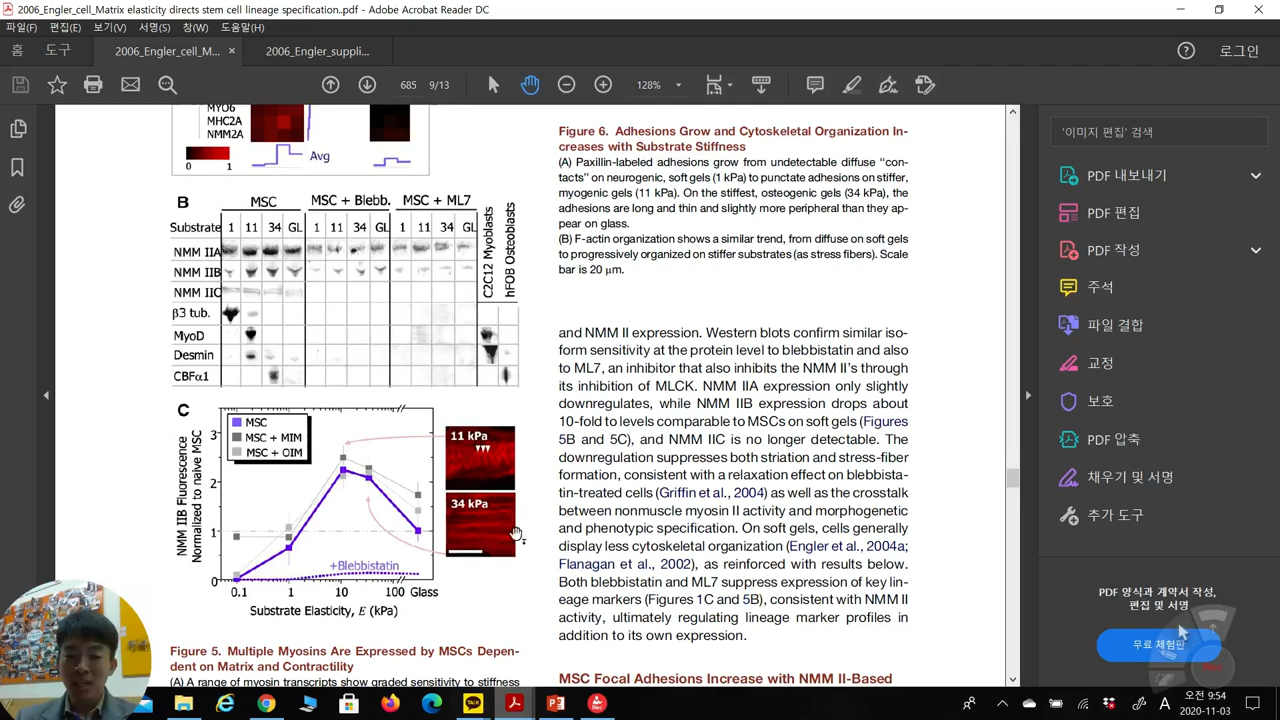 2006_Engler_cell_Matrix elasticity directs stem cell lineage specification..pdf - Adobe Acrobat Reader DC
파일(F) 편집(E) 보기(V) 서명(S) 창(W) 도움말(H)
홈 도구 2006_Engler_cell_M... × 2006_Engler_suppli... ? 로그인
685 9/13 128%
MYO6
MHC2A
NMM2A
0 1 Avg
B MSC MSC + Blebb. MSC + ML7
Substrate 1 11 34 GL 1 11 34 GL 1 11 34 GL
C2C12 Myoblasts
hFOB Osteoblasts
NMM IIA
NMM IIB
NMM IIC
β3 tub.
MyoD
Desmin
CBFα1
C
MSC
MSC + MIM
MSC + OIM
NMM IIB Fluorescence
Normalized to naive MSC
3
2
1
0
11 kPa
34 kPa
+Blebbistatin
0.1 1 10 100 Glass
Substrate Elasticity, E (kPa)
Figure 5. Multiple Myosins Are Expressed by MSCs Depen-
dent on Matrix and Contractility
(A) A range of myosin transcripts show graded sensitivity to stiffness
Figure 6. Adhesions Grow and Cytoskeletal Organization In-
creases with Substrate Stiffness
(A) Paxillin-labeled adhesions grow from undetectable diffuse “con-
tacts” on neurogenic, soft gels (1 kPa) to punctate adhesions on stiffer,
myogenic gels (11 kPa). On the stiffest, osteogenic gels (34 kPa), the
adhesions are long and thin and slightly more peripheral than they ap-
pear on glass.
(B) F-actin organization shows a similar trend, from diffuse on soft gels
to progressively organized on stiffer substrates (as stress fibers). Scale
bar is 20 μm.
and NMM II expression. Western blots confirm similar iso-
form sensitivity at the protein level to blebbistatin and also
to ML7, an inhibitor that also inhibits the NMM II’s through
its inhibition of MLCK. NMM IIA expression only slightly
downregulates, while NMM IIB expression drops about
10-fold to levels comparable to MSCs on soft gels (Figures
5B and 5C), and NMM IIC is no longer detectable. The
downregulation suppresses both striation and stress-fiber
formation, consistent with a relaxation effect on blebbista-
tin-treated cells (Griffin et al., 2004) as well as the crosstalk
between nonmuscle myosin II activity and morphogenetic
and phenotypic specification. On soft gels, cells generally
display less cytoskeletal organization (Engler et al., 2004a;
Flanagan et al., 2002), as reinforced with results below.
Both blebbistatin and ML7 suppress expression of key lin-
eage markers (Figures 1C and 5B), consistent with NMM II
activity, ultimately regulating lineage marker profiles in
addition to its own expression.
MSC Focal Adhesions Increase with NMM II-Based
'이미지 편집' 검색
PDF 내보내기
PDF 편집
PDF 작성
주석
파일 결합
교정
보호
PDF 압축
채우기 및 서명
추가 도구
PDF 양식과 계약서 작성,
편집 및 서명
무료 체험판
TALK
A
오전 9:54
2020-11-03